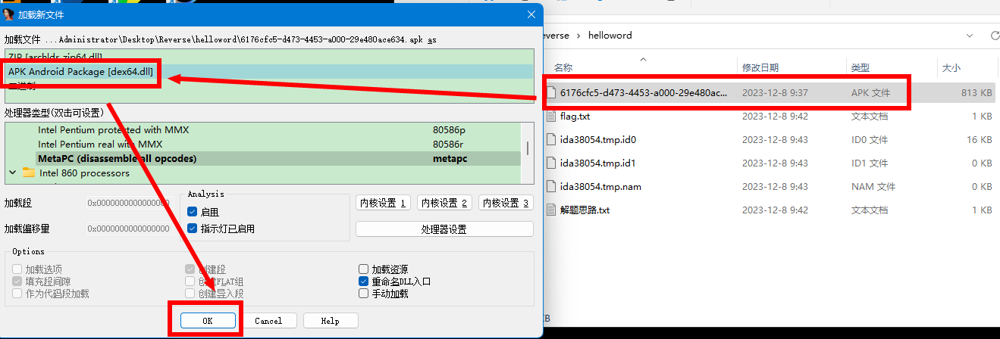 加载新文件
加载文件 ...Administrator\Desktop\Reverse\helloword\6176cfc5-d473-4453-a000-29e480ace634.apk as
ZIP [archldr_zip64.dll]
APK Android Package [dex64.dll]
二进制
处理器类型(双击可设置)
Intel Pentium protected with MMX 80586p
Intel Pentium real with MMX 80586r
MetaPC (disassemble all opcodes) metapc
Intel 860 processors
加载段 0x0000000000000000
加载偏移量 0x0000000000000000
Analysis
启用
指示灯已启用
内核设置 1 内核设置 2 内核设置 3
处理器设置
Options
加载选项 创建段 加载资源
填充段间隙 创建FLAT组 重命名DLL入口
作为代码段加载 创建导入段 手动加载
OK Cancel Help
everse › helloword
名称 修改日期 类型 大小
6176cfc5-d473-4453-a000-29e480ac... 2023-12-8 9:37 APK 文件 813 KB
flag.txt 2023-12-8 9:42 文本文档 1 KB
ida38054.tmp.id0 2023-12-8 9:43 ID0 文件 16 KB
ida38054.tmp.id1 2023-12-8 9:43 ID1 文件 0 KB
ida38054.tmp.nam 2023-12-8 9:43 NAM 文件 0 KB
解题思路.txt 2023-12-8 9:42 文本文档 1 KB
KB